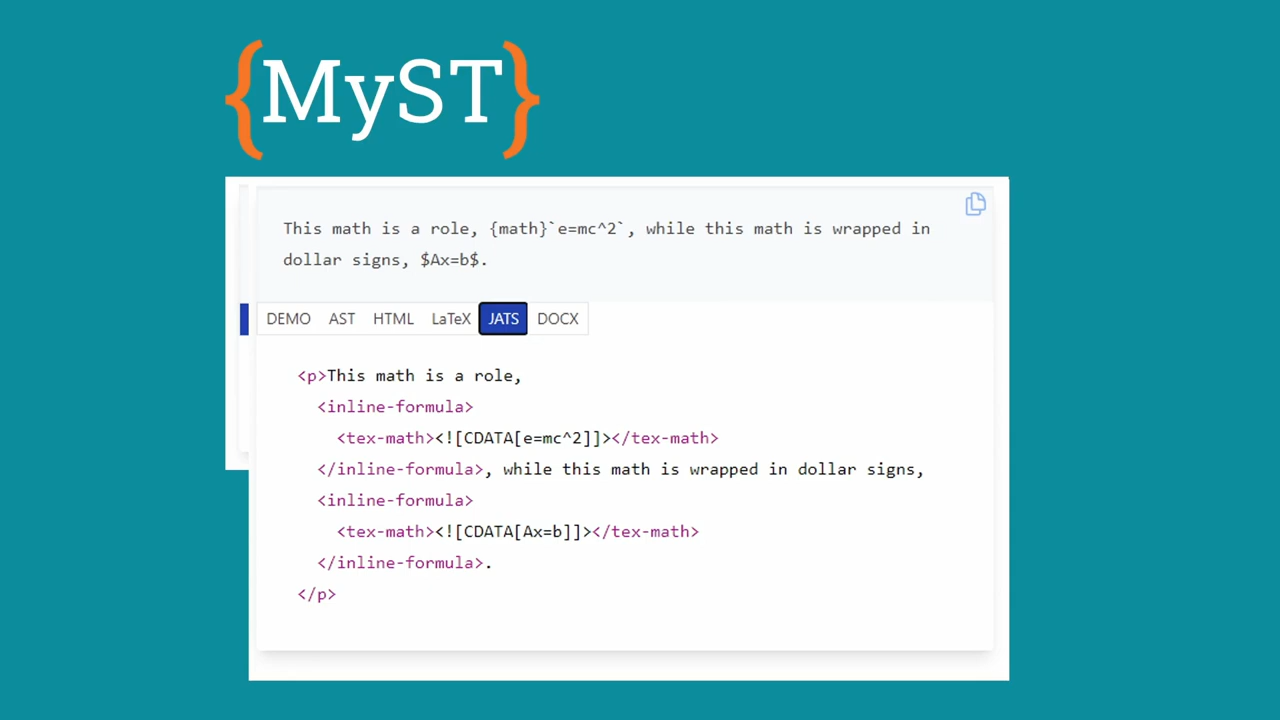 {MyST}
This math is a role, {math}`e=mc^2`, while this math is wrapped in
dollar signs, $Ax=b$.
DEMO AST HTML LaTeX JATS DOCX
<p>This math is a role,
<inline-formula>
<tex-math><![CDATA[e=mc^2]]></tex-math>
</inline-formula>, while this math is wrapped in dollar signs,
<inline-formula>
<tex-math><![CDATA[Ax=b]]></tex-math>
</inline-formula>.
</p>